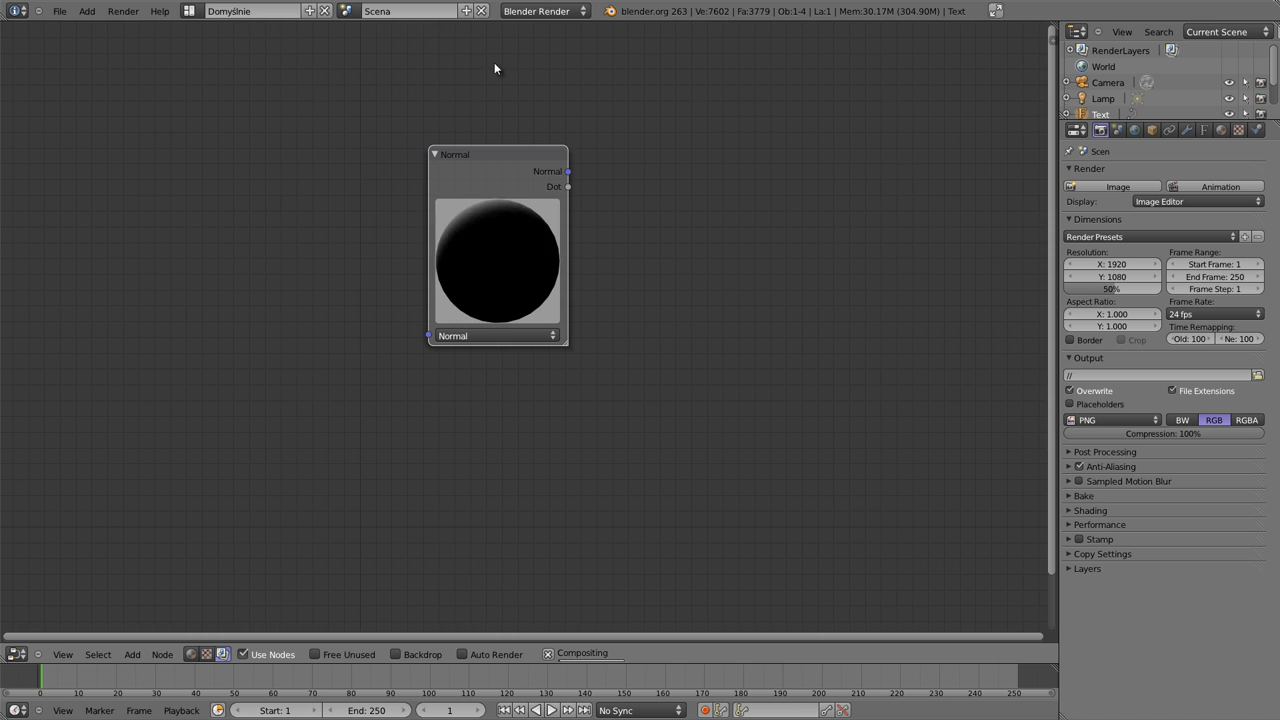 File Add Render Help Domyślnie Scena Blender Render blender.org 263 | Ve:7602 | Fa:3779 | Ob:1-4 | La:1 | Mem:30.17M (304.90M) | Text
View Search Current Scene
RenderLayers
World
Camera
Lamp
Text
Scen
Render
Image Animation
Display: Image Editor
Dimensions
Render Presets
Resolution: Frame Range:
X: 1920 Start Frame: 1
Y: 1080 End Frame: 250
50% Frame Step: 1
Aspect Ratio: Frame Rate:
X: 1.000 24 fps
Y: 1.000 Time Remapping:
Border Crop Old: 100 Ne: 100
Output
//
Overwrite File Extensions
Placeholders
PNG BW RGB RGBA
Compression: 100%
Post Processing
Anti-Aliasing
Sampled Motion Blur
Bake
Shading
Performance
Stamp
Copy Settings
Layers
Normal
Normal
Dot
Normal
View Select Add Node Use Nodes Free Unused Backdrop Auto Render Compositing
0 10 20 30 40 50 60 70 80 90 100 110 120 130 140 150 160 170 180 190 200 210 220 230 240 250
View Marker Frame Playback Start: 1 End: 250 1 No Sync